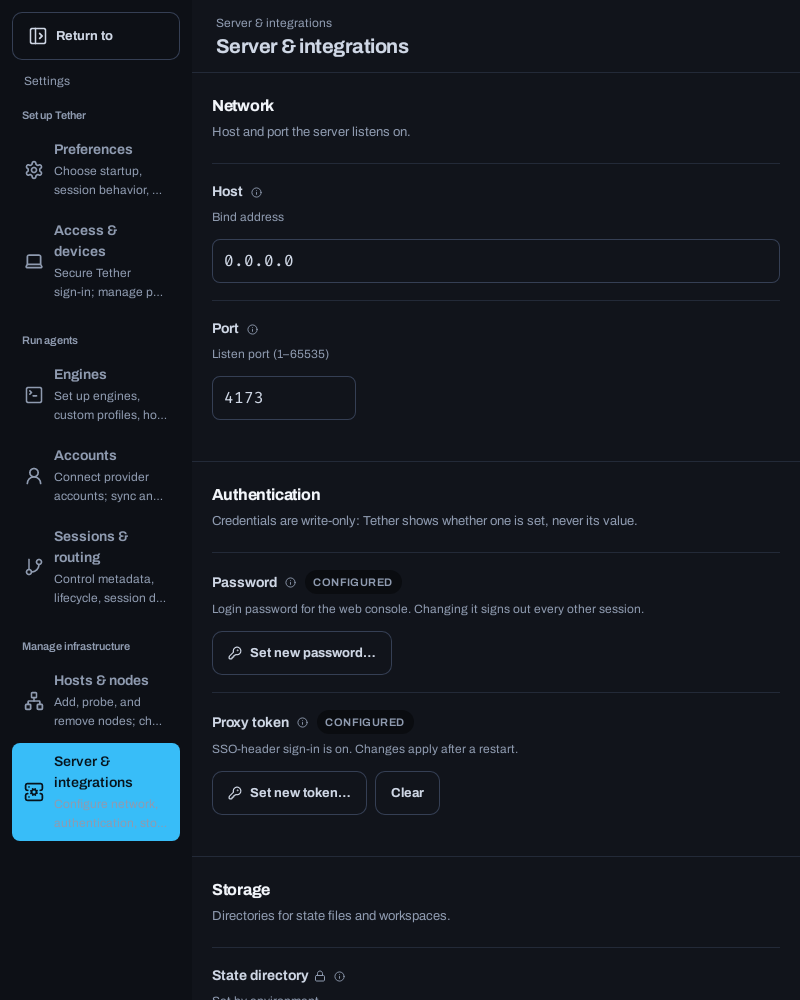 Return to
Settings
Set up Tether
Preferences
Choose startup,
session behavior, ...
Access &
devices
Secure Tether
sign-in; manage p...
Run agents
Engines
Set up engines,
custom profiles, ho...
Accounts
Connect provider
accounts; sync an...
Sessions &
routing
Control metadata,
lifecycle, session d...
Manage infrastructure
Hosts & nodes
Add, probe, and
remove nodes; ch...
Server &
integrations
Server & integrations
Server & integrations
Network
Host and port the server listens on.
Host
Bind address
0.0.0.0
Port
Listen port (1–65535)
4173
Authentication
Credentials are write-only: Tether shows whether one is set, never its value.
Password CONFIGURED
Login password for the web console. Changing it signs out every other session.
Set new password...
Proxy token CONFIGURED
SSO-header sign-in is on. Changes apply after a restart.
Set new token... Clear
Storage
Directories for state files and workspaces.
State directory
Set by environment